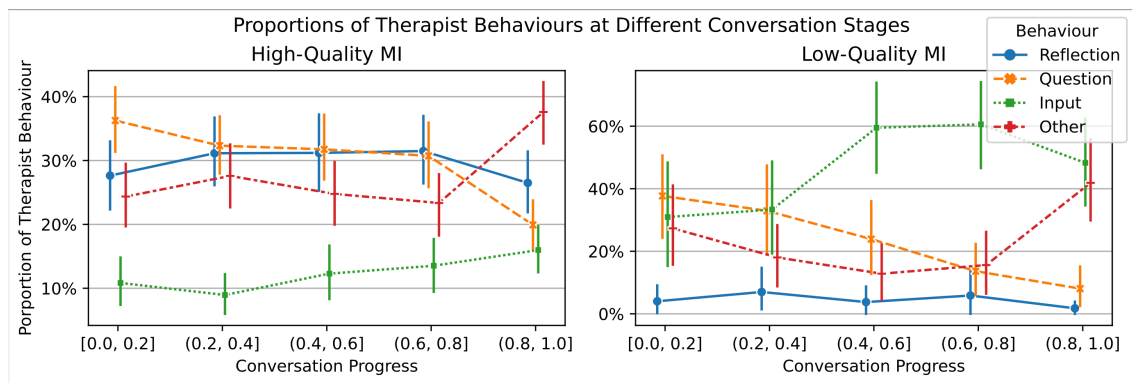 Proportions of Therapist Behaviours at Different Conversation Stages
High-Quality MI
Low-Quality MI
Behaviour
Reflection
Question
Input
Other
Porportion of Therapist Behaviour
40%
30%
20%
10%
60%
40%
20%
0%
[0.0, 0.2] (0.2, 0.4] (0.4, 0.6] (0.6, 0.8] (0.8, 1.0]
Conversation Progress
[0.0, 0.2] (0.2, 0.4] (0.4, 0.6] (0.6, 0.8] (0.8, 1.0]
Conversation Progress